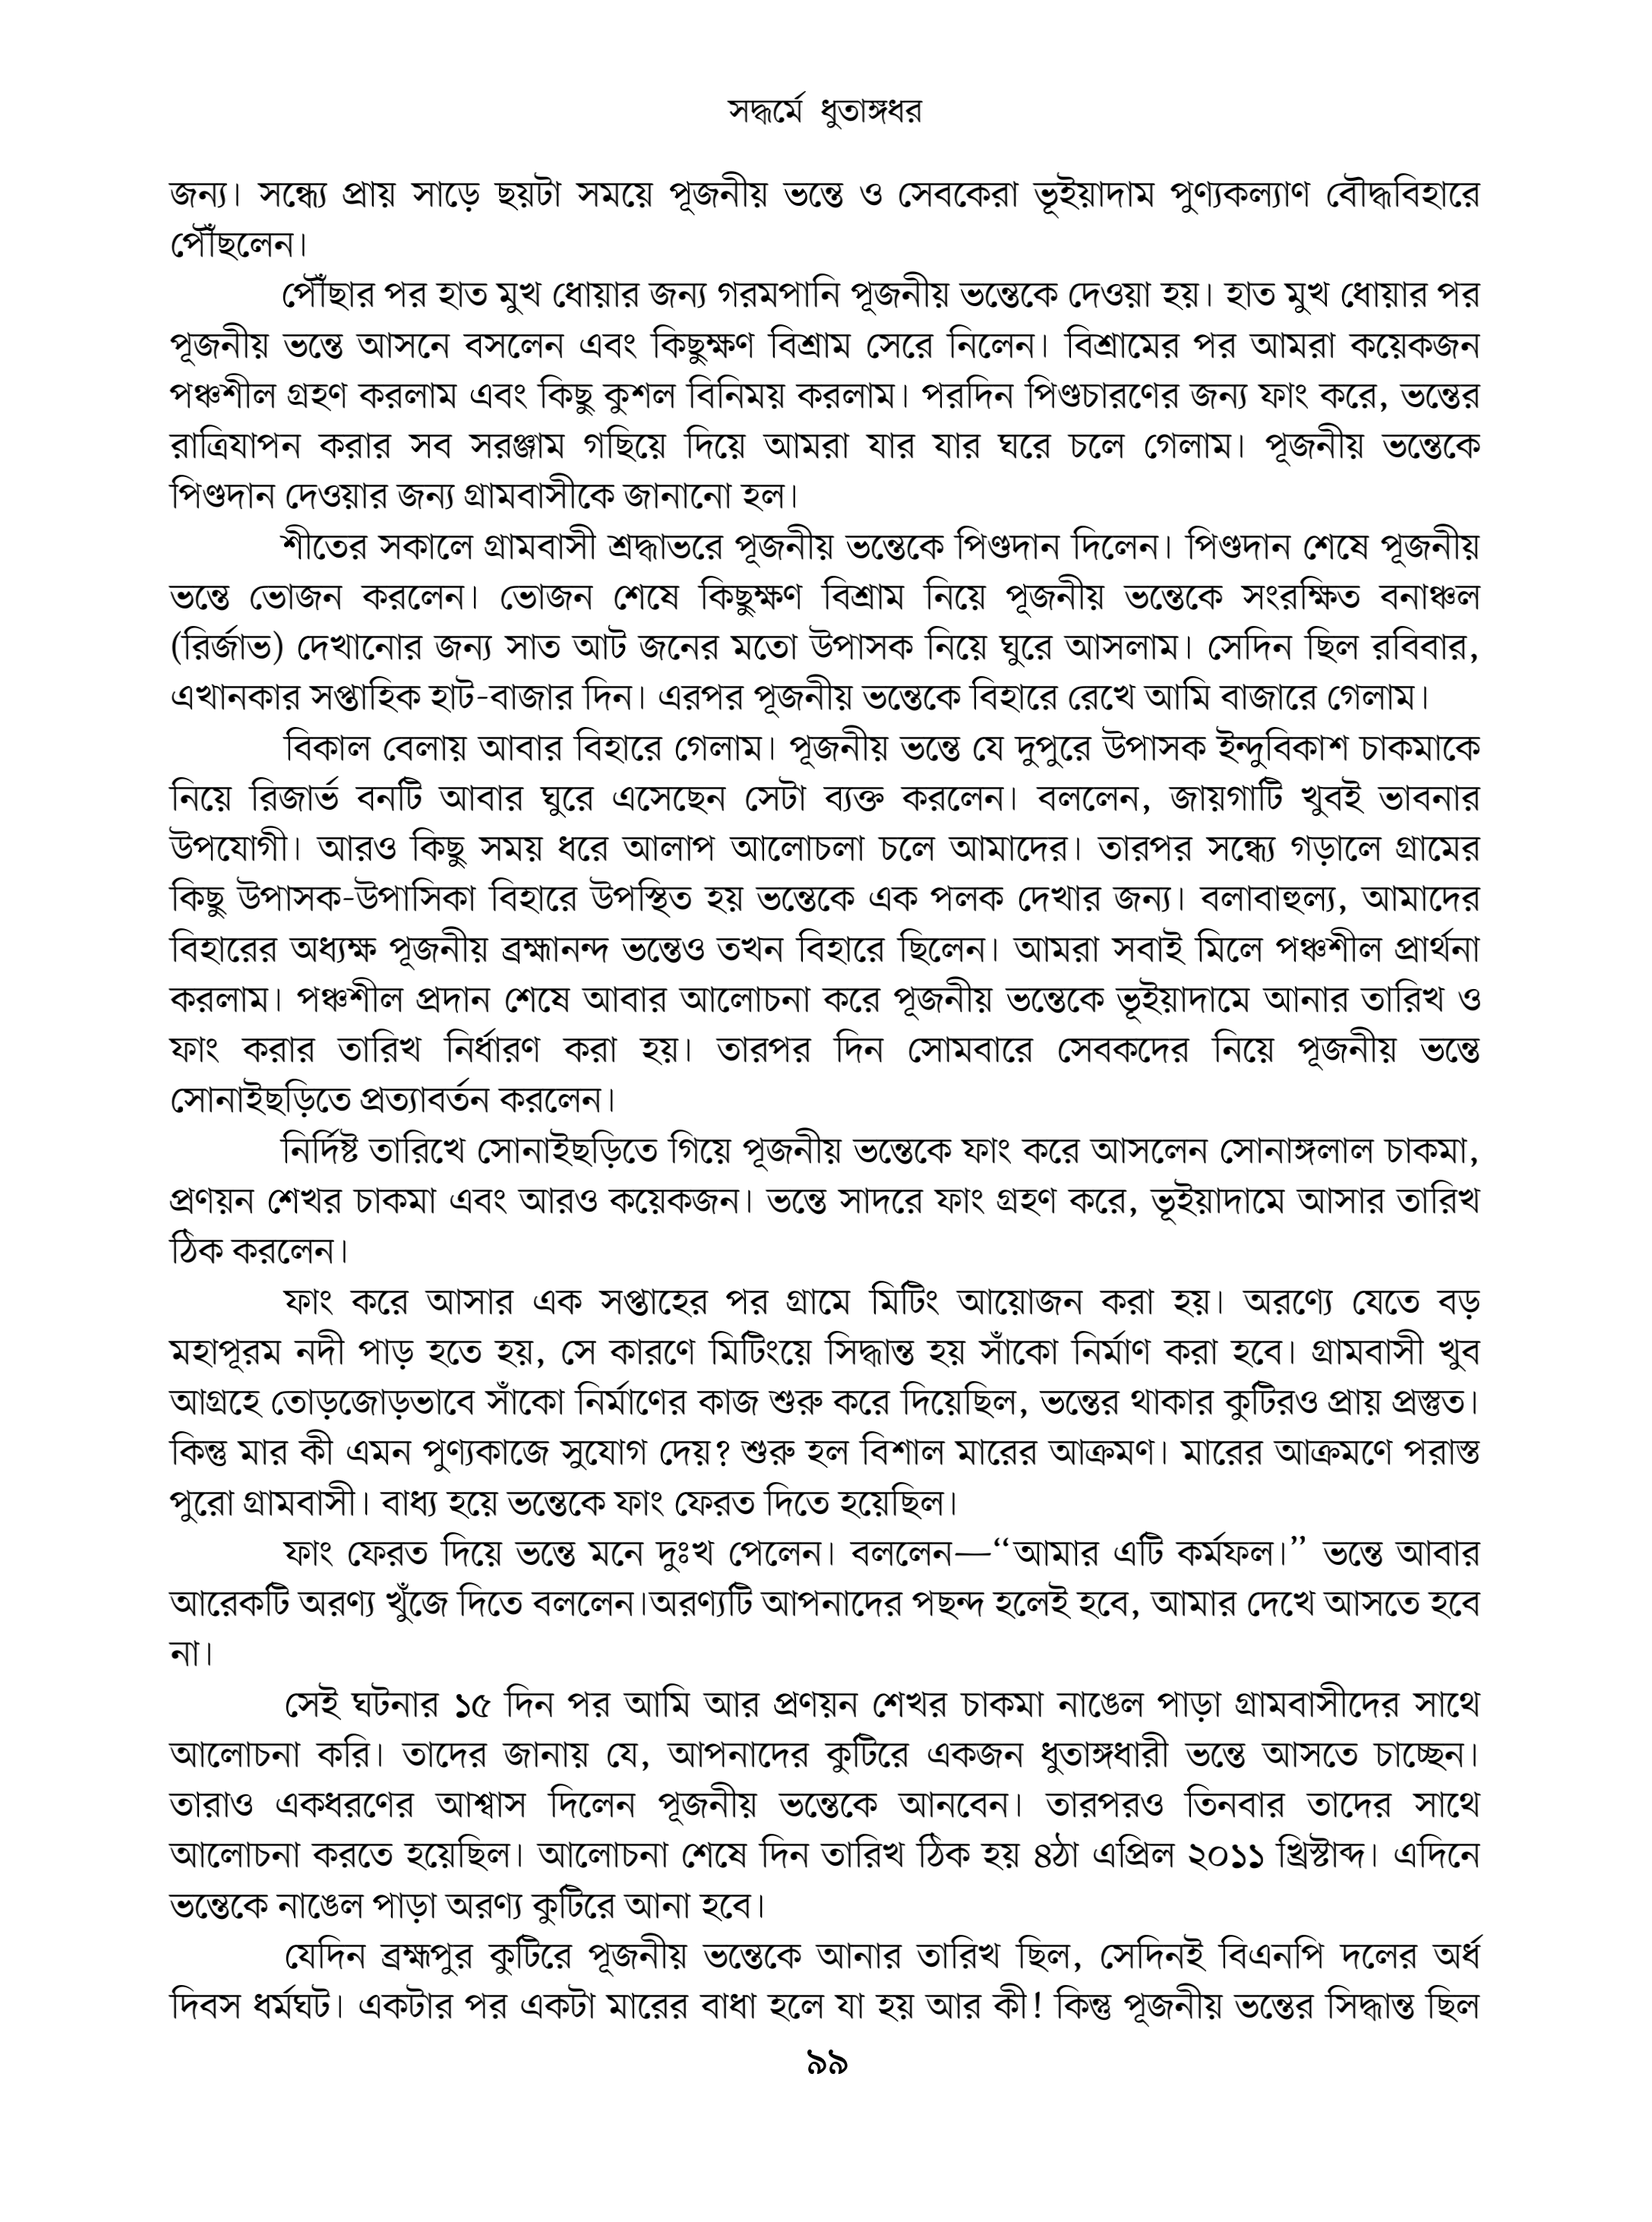 সদ্ধর্মে ধুতাঙ্গধর
জন্য। সন্ধ্যে প্রায় সাড়ে ছয়টা সময়ে পূজনীয় ভন্তে ও সেবকেরা ভূইয়াদাম পুণ্যকল্যাণ বৌদ্ধবিহারে
পৌঁছলেন।
পৌঁছার পর হাত মুখ ধোয়ার জন্য গরমপানি পূজনীয় ভন্তেকে দেওয়া হয়। হাত মুখ ধোয়ার পর
পূজনীয় ভন্তে আসনে বসলেন এবং কিছুক্ষণ বিশ্রাম সেরে নিলেন। বিশ্রামের পর আমরা কয়েকজন
পঞ্চশীল গ্রহণ করলাম এবং কিছু কুশল বিনিময় করলাম। পরদিন পিণ্ডচারণের জন্য ফাং করে, ভন্তের
রাত্রিযাপন করার সব সরঞ্জাম গছিয়ে দিয়ে আমরা যার যার ঘরে চলে গেলাম। পূজনীয় ভন্তেকে
পিণ্ডদান দেওয়ার জন্য গ্রামবাসীকে জানানো হল।
শীতের সকালে গ্রামবাসী শ্রদ্ধাভরে পূজনীয় ভন্তেকে পিণ্ডদান দিলেন। পিণ্ডদান শেষে পূজনীয়
ভন্তে ভোজন করলেন। ভোজন শেষে কিছুক্ষণ বিশ্রাম নিয়ে পূজনীয় ভন্তেকে সংরক্ষিত বনাঞ্চল
(রির্জাভ) দেখানোর জন্য সাত আট জনের মতো উপাসক নিয়ে ঘুরে আসলাম। সেদিন ছিল রবিবার,
এখানকার সপ্তাহিক হাট-বাজার দিন। এরপর পূজনীয় ভন্তেকে বিহারে রেখে আমি বাজারে গেলাম।
বিকাল বেলায় আবার বিহারে গেলাম। পূজনীয় ভন্তে যে দুপুরে উপাসক ইন্দুবিকাশ চাকমাকে
নিয়ে রিজার্ভ বনটি আবার ঘুরে এসেছেন সেটা ব্যক্ত করলেন। বললেন, জায়গাটি খুবই ভাবনার
উপযোগী। আরও কিছু সময় ধরে আলাপ আলোচলা চলে আমাদের। তারপর সন্ধ্যে গড়ালে গ্রামের
কিছু উপাসক-উপাসিকা বিহারে উপস্থিত হয় ভন্তেকে এক পলক দেখার জন্য। বলাবাহুল্য, আমাদের
বিহারের অধ্যক্ষ পূজনীয় ব্রহ্মানন্দ ভন্তেও তখন বিহারে ছিলেন। আমরা সবাই মিলে পঞ্চশীল প্রার্থনা
করলাম। পঞ্চশীল প্রদান শেষে আবার আলোচনা করে পূজনীয় ভন্তেকে ভূইয়াদামে আনার তারিখ ও
ফাং করার তারিখ নির্ধারণ করা হয়। তারপর দিন সোমবারে সেবকদের নিয়ে পূজনীয় ভন্তে
সোনাইছড়িতে প্রত্যাবর্তন করলেন।
নির্দিষ্ট তারিখে সোনাইছড়িতে গিয়ে পূজনীয় ভন্তেকে ফাং করে আসলেন সোনাঙ্গলাল চাকমা,
প্রণয়ন শেখর চাকমা এবং আরও কয়েকজন। ভন্তে সাদরে ফাং গ্রহণ করে, ভূইয়াদামে আসার তারিখ
ঠিক করলেন।
ফাং করে আসার এক সপ্তাহের পর গ্রামে মিটিং আয়োজন করা হয়। অরণ্যে যেতে বড়
মহাপূরম নদী পাড় হতে হয়, সে কারণে মিটিংয়ে সিদ্ধান্ত হয় সাঁকো নির্মাণ করা হবে। গ্রামবাসী খুব
আগ্রহে তোড়জোড়ভাবে সাঁকো নির্মাণের কাজ শুরু করে দিয়েছিল, ভন্তের থাকার কুটিরও প্রায় প্রস্তুত।
কিন্তু মার কী এমন পুণ্যকাজে সুযোগ দেয়? শুরু হল বিশাল মারের আক্রমণ। মারের আক্রমণে পরাস্ত
পুরো গ্রামবাসী। বাধ্য হয়ে ভন্তেকে ফাং ফেরত দিতে হয়েছিল।
ফাং ফেরত দিয়ে ভন্তে মনে দুঃখ পেলেন। বললেন—“আমার এটি কর্মফল।” ভন্তে আবার
আরেকটি অরণ্য খুঁজে দিতে বললেন।অরণ্যটি আপনাদের পছন্দ হলেই হবে, আমার দেখে আসতে হবে
না।
সেই ঘটনার ১৫ দিন পর আমি আর প্রণয়ন শেখর চাকমা নাঙেল পাড়া গ্রামবাসীদের সাথে
আলোচনা করি। তাদের জানায় যে, আপনাদের কুটিরে একজন ধুতাঙ্গধারী ভন্তে আসতে চাচ্ছেন।
তারাও একধরণের আশ্বাস দিলেন পূজনীয় ভন্তেকে আনবেন। তারপরও তিনবার তাদের সাথে
আলোচনা করতে হয়েছিল। আলোচনা শেষে দিন তারিখ ঠিক হয় ৪ঠা এপ্রিল ২০১১ খ্রিস্টাব্দ। এদিনে
ভন্তেকে নাঙেল পাড়া অরণ্য কুটিরে আনা হবে।
যেদিন ব্রহ্মপুর কুটিরে পূজনীয় ভন্তেকে আনার তারিখ ছিল, সেদিনই বিএনপি দলের অর্ধ
দিবস ধর্মঘট। একটার পর একটা মারের বাধা হলে যা হয় আর কী! কিন্তু পূজনীয় ভন্তের সিদ্ধান্ত ছিল
৯৯